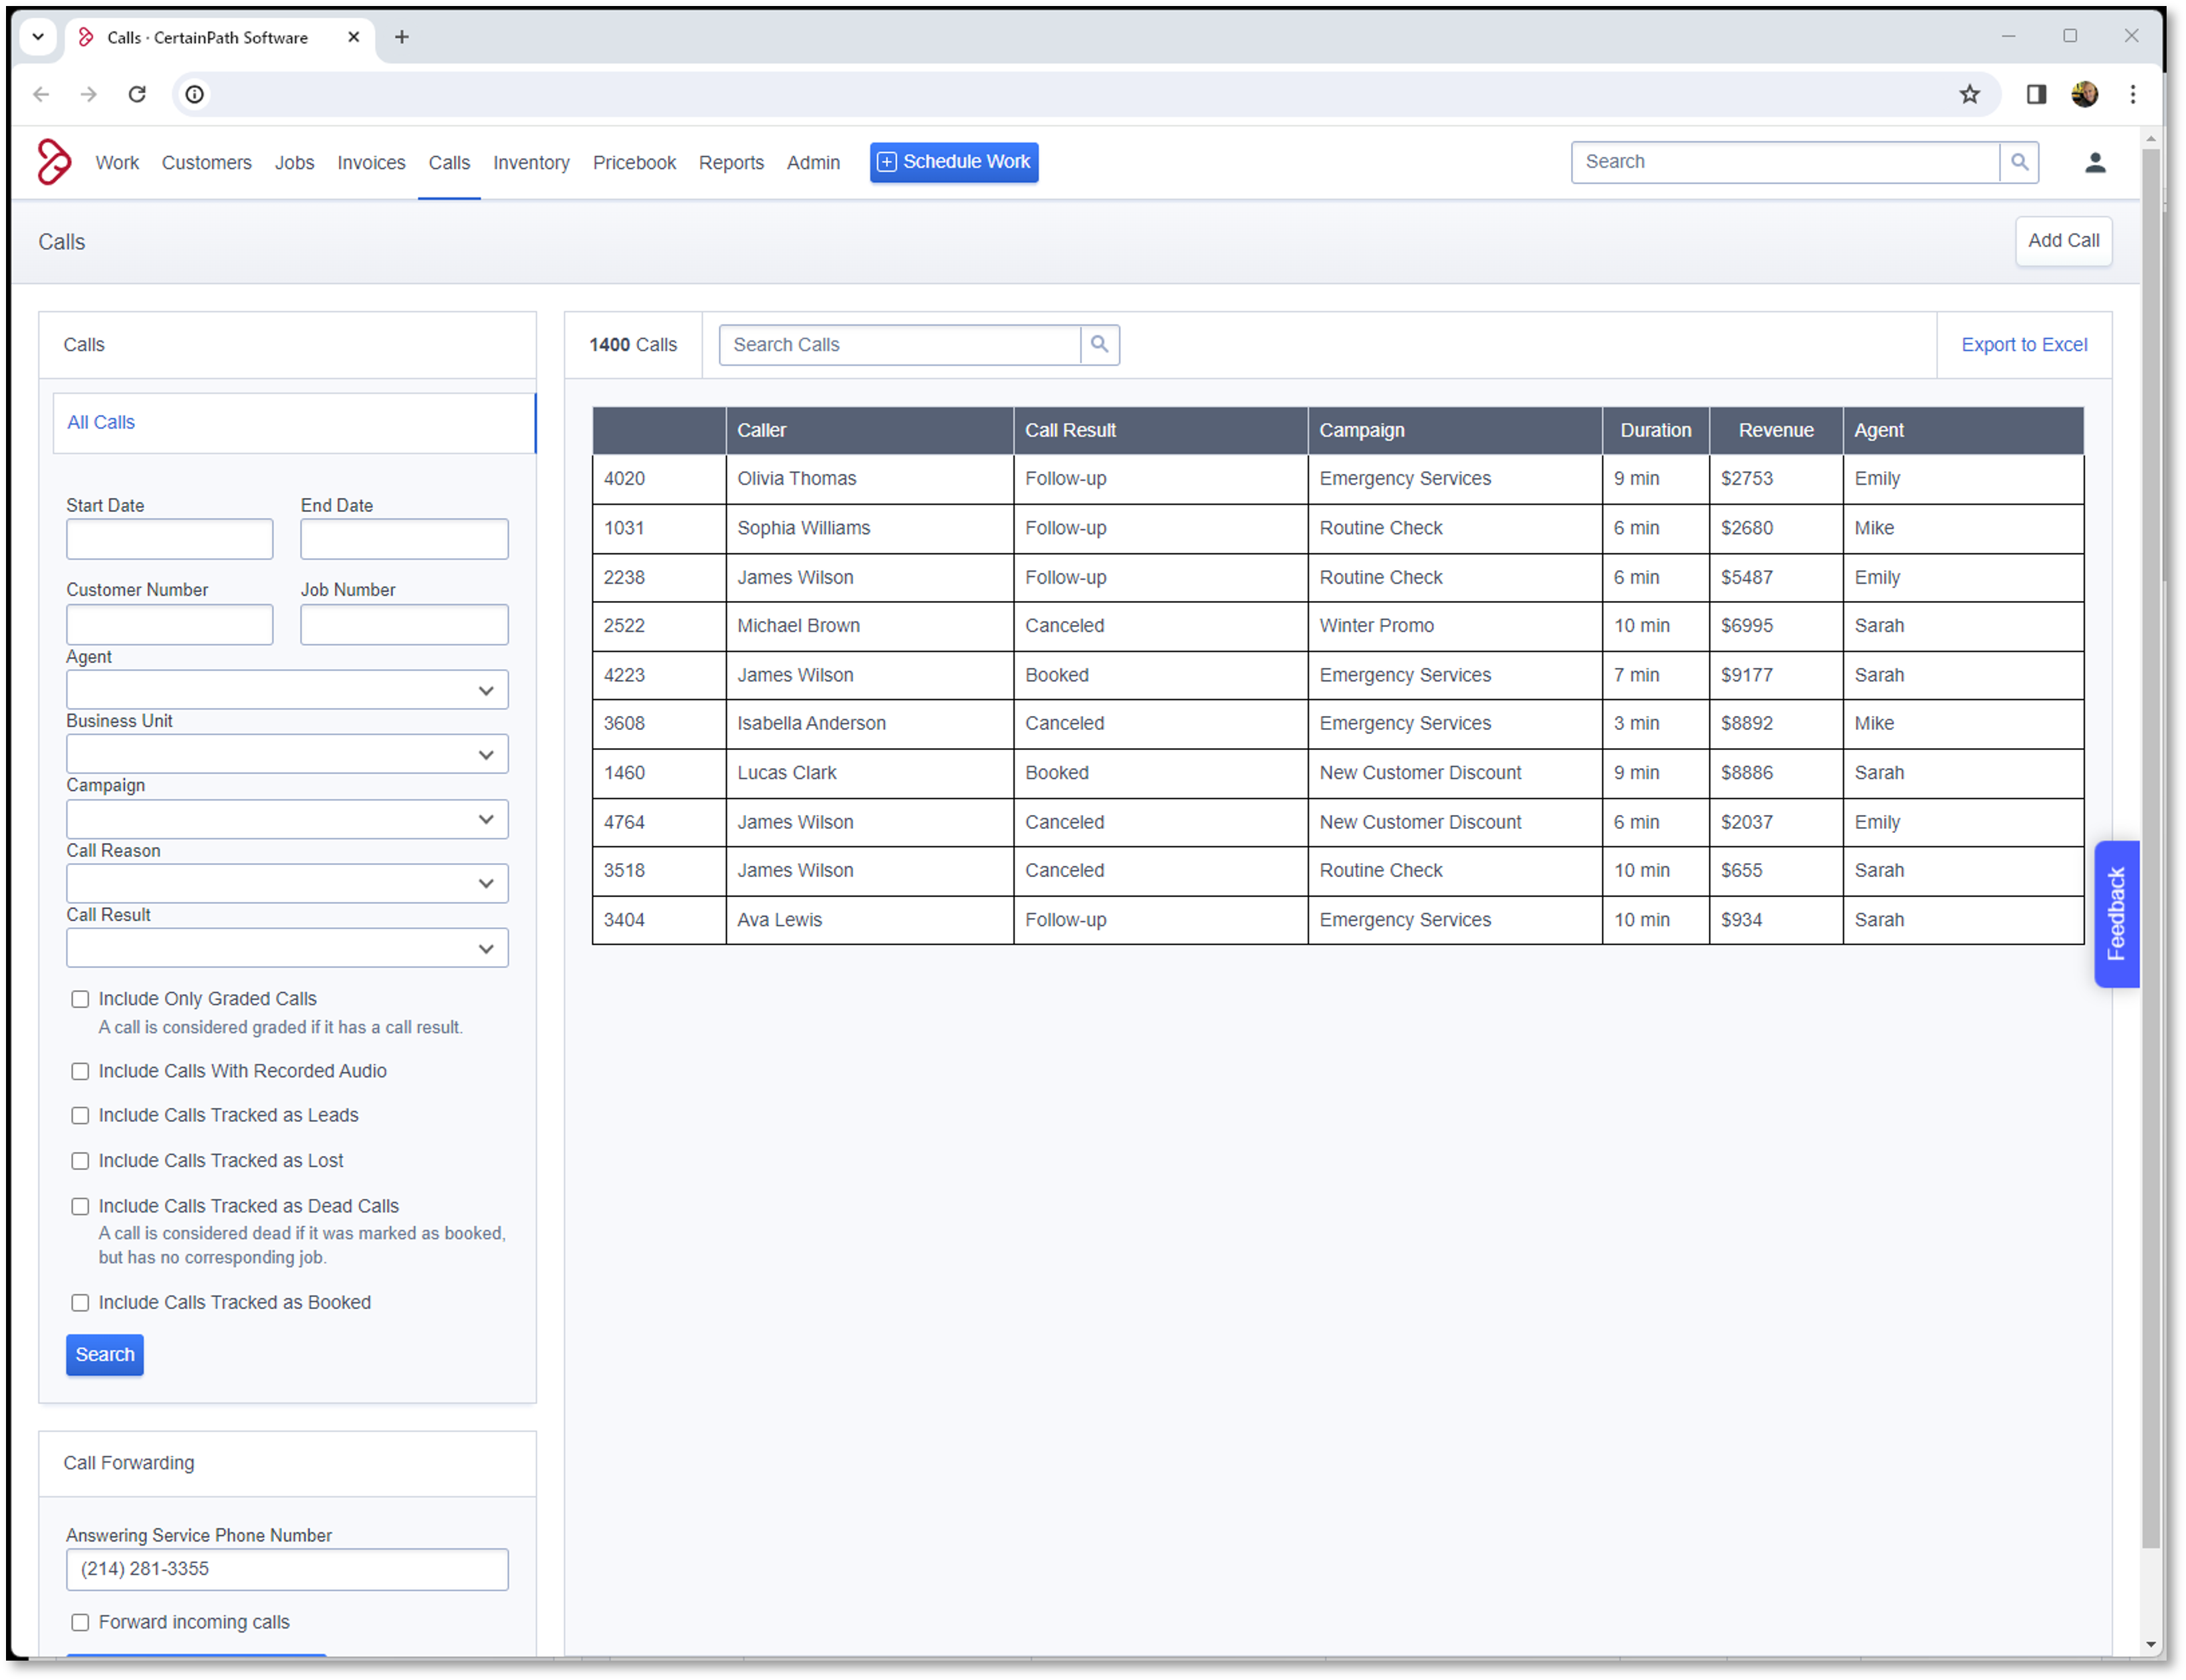 Calls · CertainPath Software
Work Customers Jobs Invoices Calls Inventory Pricebook Reports Admin Schedule Work Search
Calls Add Call
Calls
1400 Calls Search Calls Export to Excel
All Calls
Start Date End Date
Customer Number Job Number
Agent
Business Unit
Campaign
Call Reason
Call Result
Include Only Graded Calls
A call is considered graded if it has a call result.
Include Calls With Recorded Audio
Include Calls Tracked as Leads
Include Calls Tracked as Lost
Include Calls Tracked as Dead Calls
A call is considered dead if it was marked as booked,
but has no corresponding job.
Include Calls Tracked as Booked
Search
Call Forwarding
Answering Service Phone Number
(214) 281-3355
Forward incoming calls
Caller Call Result Campaign Duration Revenue Agent
4020 Olivia Thomas Follow-up Emergency Services 9 min $2753 Emily
1031 Sophia Williams Follow-up Routine Check 6 min $2680 Mike
2238 James Wilson Follow-up Routine Check 6 min $5487 Emily
2522 Michael Brown Canceled Winter Promo 10 min $6995 Sarah
4223 James Wilson Booked Emergency Services 7 min $9177 Sarah
3608 Isabella Anderson Canceled Emergency Services 3 min $8892 Mike
1460 Lucas Clark Booked New Customer Discount 9 min $8886 Sarah
4764 James Wilson Canceled New Customer Discount 6 min $2037 Emily
3518 James Wilson Canceled Routine Check 10 min $655 Sarah
3404 Ava Lewis Follow-up Emergency Services 10 min $934 Sarah
Feedback